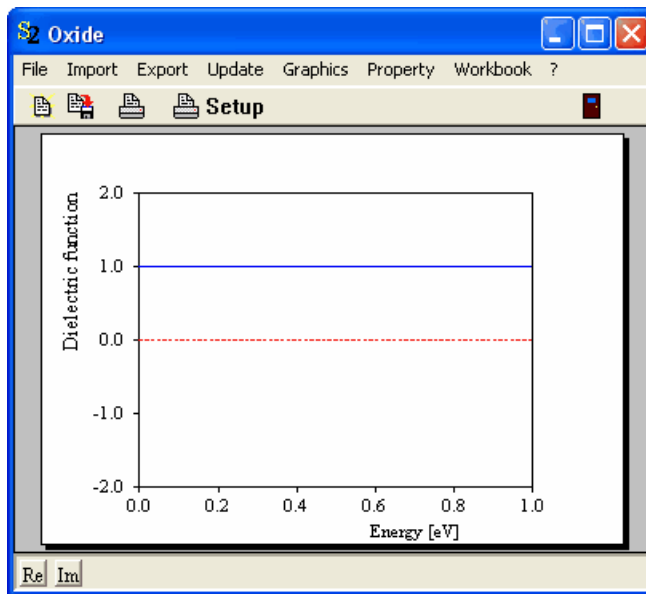 S2 Oxide
File Import Export Update Graphics Property Workbook ?
Setup
Dielectric function
2.0
1.0
0.0
-1.0
-2.0
0.0 0.2 0.4 0.6 0.8 1.0
Energy [eV]
Re Im